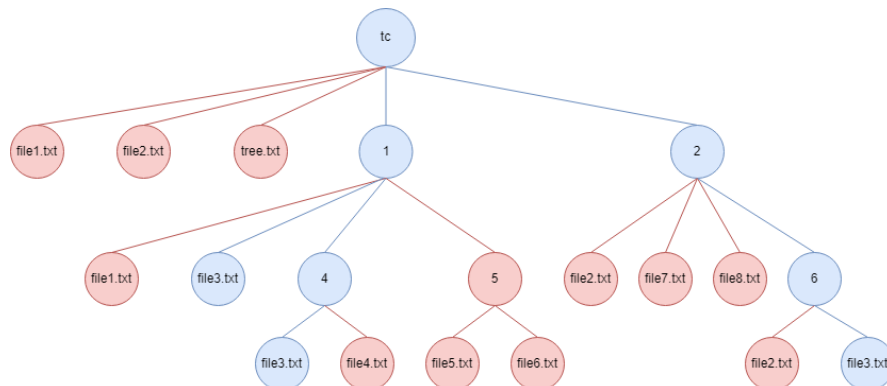 tc
file1.txt
file2.txt
tree.txt
1
2
file1.txt
file3.txt
4
5
file2.txt
file7.txt
file8.txt
6
file3.txt
file4.txt
file5.txt
file6.txt
file2.txt
file3.txt